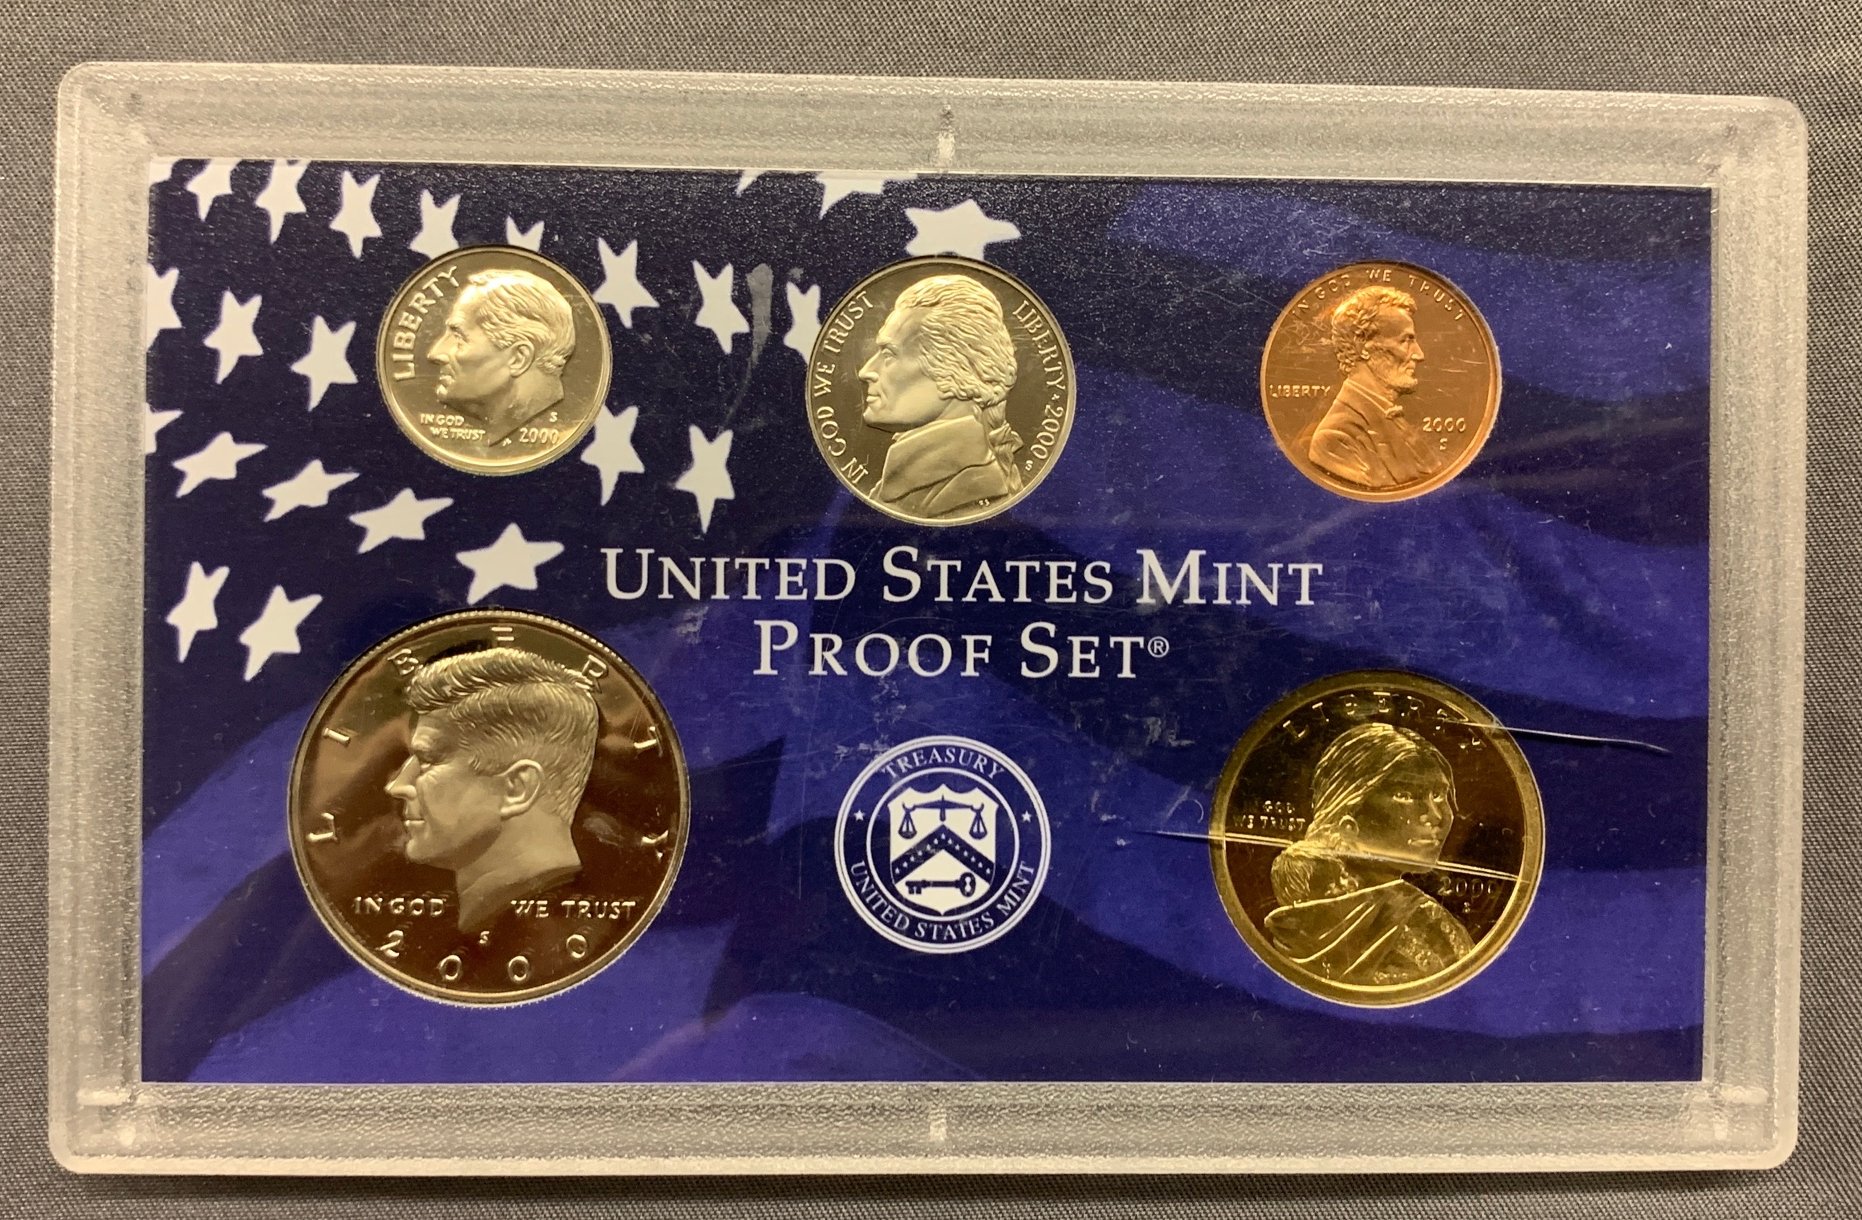 LIBERTY
IN GOD
WE TRUST
S
2000
IN GOD WE TRUST
LIBERTY★2000
S
IN GOD WE TRUST
LIBERTY
2000
S
UNITED STATES MINT
PROOF SET®
LIBERTY
IN GOD WE TRUST
S
2000
TREASURY
UNITED STATES MINT
LIBERTY
IN GOD
WE TRUST
2000
S